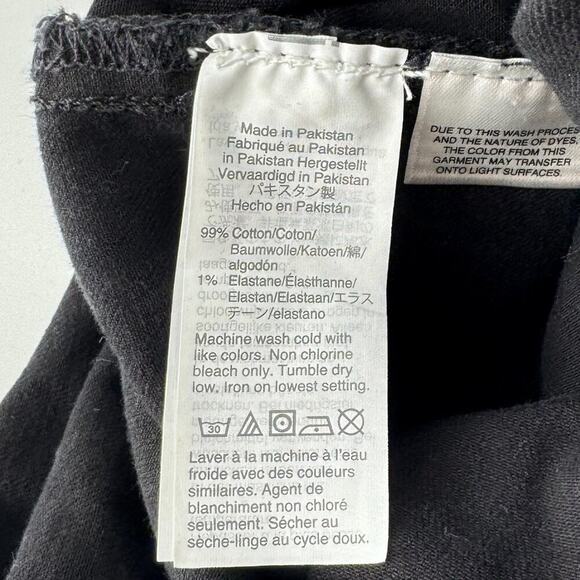 Made in Pakistan
Fabriqué au Pakistan
in Pakistan Hergestellt
Vervaardigd in Pakistan
パキスタン製
Hecho en Pakistán
99% Cotton/Coton/
Baumwolle/Katoen/綿/
algodón
1% Elastane/Élasthanne/
Elastan/Elastaan/エラス
テーン/elastano
Machine wash cold with
like colors. Non chlorine
bleach only. Tumble dry
low. Iron on lowest setting.
30
Laver à la machine à l'eau
froide avec des couleurs
similaires. Agent de
blanchiment non chloré
seulement. Sécher au
sèche-linge au cycle doux.
DUE TO THIS WASH PROCES
AND THE NATURE OF DYES,
THE COLOR FROM THIS
GARMENT MAY TRANSFER
ONTO LIGHT SURFACES.